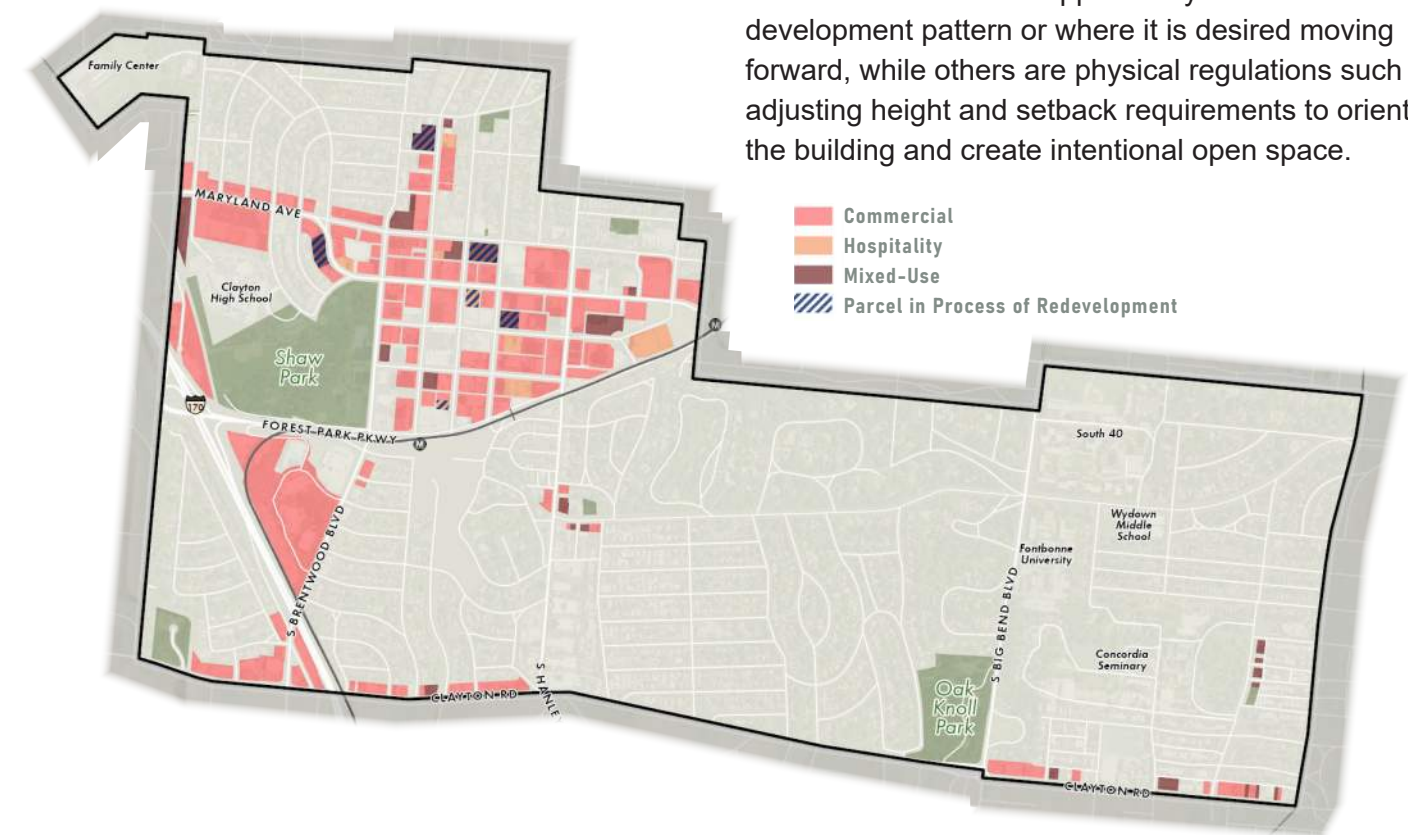 development pattern or where it is desired moving
forward, while others are physical regulations such
adjusting height and setback requirements to orient
the building and create intentional open space.
Commercial
Hospitality
Mixed-Use
Parcel in Process of Redevelopment
Family Center
MARYLAND AVE
Clayton
High School
Shaw
Park
170
FOREST PARK PKWY
M
M
S BRENTWOOD BLVD
S HANLE
CLAYTON RD
South 40
Wydown
Middle
School
Fontbonne
University
S BIG BEND BLVD
Concordia
Seminary
Oak
Knoll
Park
CLAYTON RD